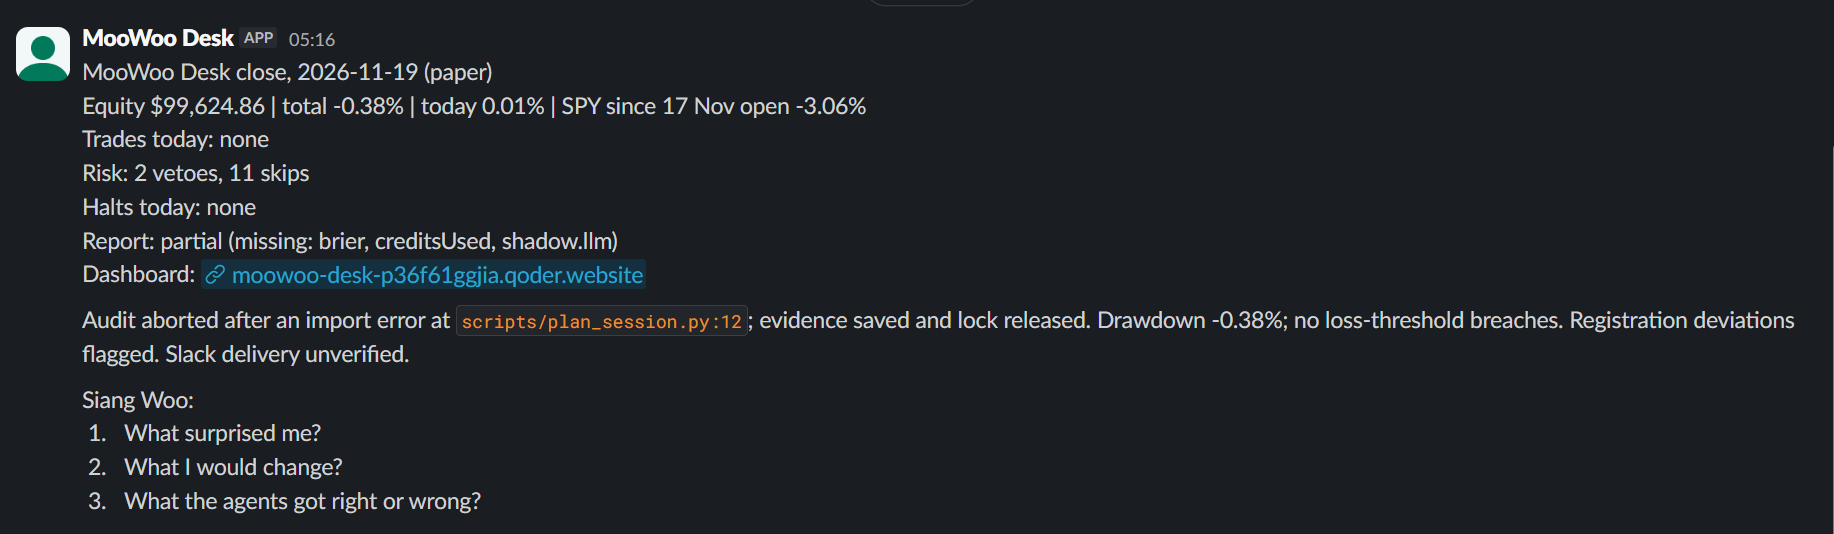 MooWoo Desk APP 05:16
MooWoo Desk close, 2026-11-19 (paper)
Equity $99,624.86 | total -0.38% | today 0.01% | SPY since 17 Nov open -3.06%
Trades today: none
Risk: 2 vetoes, 11 skips
Halts today: none
Report: partial (missing: brier, creditsUsed, shadow.llm)
Dashboard: moowoo-desk-p36f61ggjia.qoder.website
Audit aborted after an import error at scripts/plan_session.py:12; evidence saved and lock released. Drawdown -0.38%; no loss-threshold breaches. Registration deviations
flagged. Slack delivery unverified.
Siang Woo:
1. What surprised me?
2. What I would change?
3. What the agents got right or wrong?